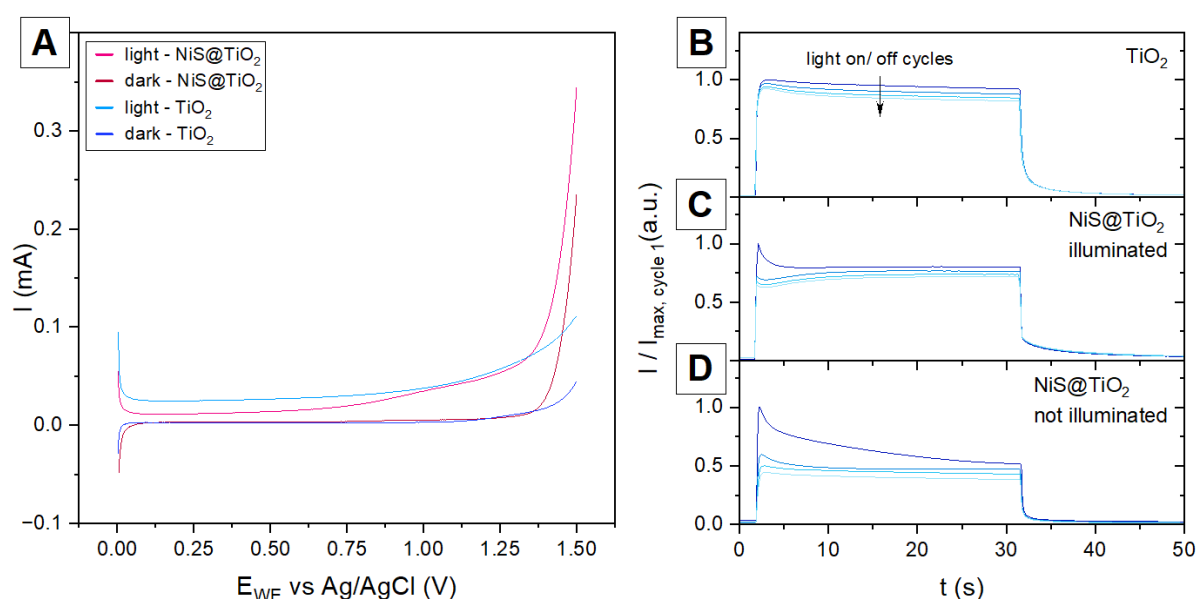 A
light - NiS@TiO₂
dark - NiS@TiO₂
light - TiO₂
dark - TiO₂
0.3
0.2
0.1
0.0
−0.1
I (mA)
0.00 0.25 0.50 0.75 1.00 1.25 1.50
E_WE vs Ag/AgCl (V)
B
TiO₂
light on/ off cycles
1.0
0.5
C
NiS@TiO₂
illuminated
1.0
0.5
I / I_max, cycle 1 (a.u.)
D
NiS@TiO₂
not illuminated
1.0
0.5
0.0
0 10 20 30 40 50
t (s)